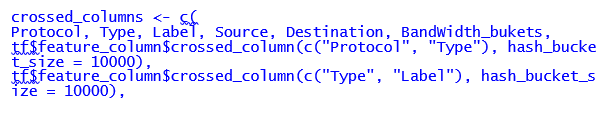 crossed_columns <- c(
Protocol, Type, Label, Source, Destination, BandWidth_bukets,
tf$feature_column$crossed_column(c("Protocol", "Type"), hash_bucke
t_size = 10000),
tf$feature_column$crossed_column(c("Type", "Label"), hash_bucket_s
ize = 10000),